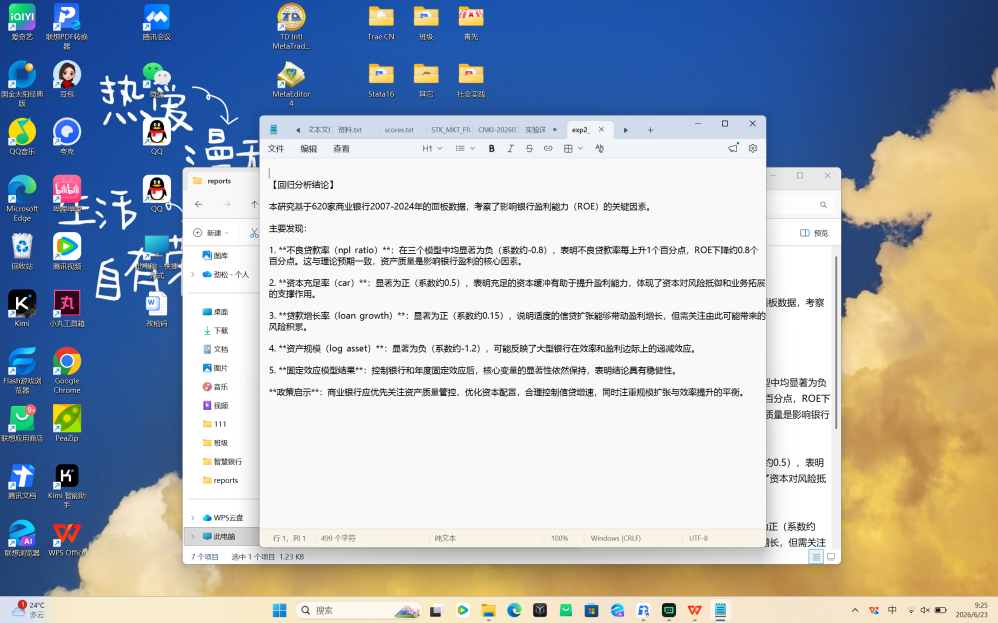 爱奇艺
联想PDF转换
器
腾讯会议
TD Intl
MetaTrad...
Trae CN
班级
青先
国金太阳经典
版
豆包
微信
MetaEditor
4
Stata16
其它
社会实践
热爱
漫无
生活
自有答
QQ音乐
夸克
QQ
Microsoft
Edge
哔哩哔哩
QQ
回收站
腾讯视频
Kimi
小丸工具箱
改柏码
Flash游戏浏
览器
Google
Chrome
联想应用商店
PeaZip
腾讯文档
Kimi 智能助
手
联想浏览器
WPS Office
资料.txt
scores.txt
STK_MKT_FA
CNKI-20260
实验详
exp2_
文件
编辑
查看
H1
B
I
S
【回归分析结论】
本研究基于620家商业银行2007-2024年的面板数据，考察了影响银行盈利能力（ROE）的关键因素。
主要发现：
1. **不良贷款率（npl ratio）**：在三个模型中均显著为负（系数约-0.8），表明不良贷款率每上升1个百分点，ROE下降约0.8个
百分点。这与理论预期一致，资产质量是影响银行盈利的核心因素。
2. **资本充足率（car）**：显著为正（系数约0.5），表明充足的资本缓冲有助于提升盈利能力，体现了资本对风险抵御和业务拓展
的支撑作用。
3. **贷款增长率（loan growth）**：显著为正（系数约0.15），说明适度的信贷扩张能够带动盈利增长，但需关注由此可能带来的
风险积累。
4. **资产规模（log asset）**：显著为负（系数约-1.2），可能反映了大型银行在效率和盈利边际上的递减效应。
5. **固定效应模型结果**：控制银行和年度固定效应后，核心变量的显著性依然保持，表明结论具有稳健性。
**政策启示**：商业银行应优先关注资产质量管控，优化资本配置，合理控制信贷增速，同时注重规模扩张与效率提升的平衡。
行 1，列 1
499 个字符
纯文本
100%
Windows (CRLF)
UTF-8
reports
新建
预览
图库
劲松 - 个人
桌面
下载
文档
图片
音乐
视频
111
班级
智慧银行
reports
WPS云盘
此电脑
板数据，考察
型中均显著为负
百分点，ROE下
质量是影响银行
约0.5），表明
了资本对风险抵
为正（系数约
增长，但需关注
7 个项目
选中 1 个项目 1.23 KB
24°C
多云
搜索
中
9:25
2026/6/23